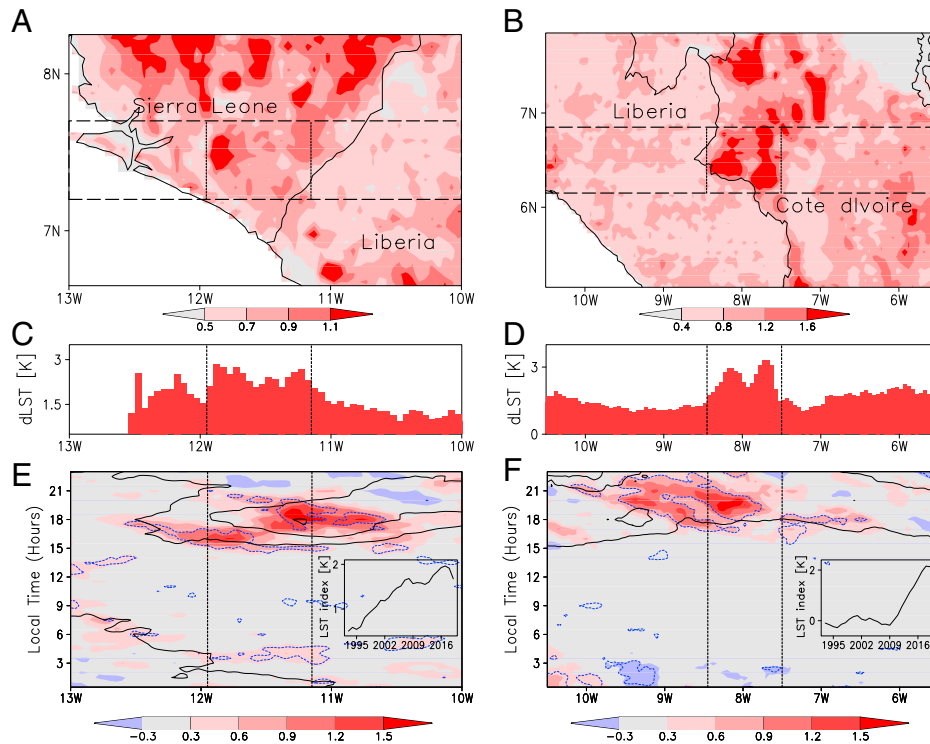 A
B
8N
7N
Sierra Leone
Liberia
13W 12W 11W 10W
0.5 0.7 0.9 1.1
7N
6N
Liberia
Cote dIvoire
10W 9W 8W 7W 6W
0.4 0.8 1.2 1.6
C
D
dLST [K]
3
1.5
13W 12W 11W 10W
dLST [K]
3
0
10W 9W 8W 7W 6W
E
F
Local Time (Hours)
21
18
15
12
9
6
3
LST index [K]
2
1
1995 2002 2009 2016
13W 12W 11W 10W
−0.3 0.3 0.6 0.9 1.2 1.5
Local Time (Hours)
21
18
15
12
9
6
3
LST index [K]
2
0
1995 2002 2009 2016
10W 9W 8W 7W 6W
−0.3 0.3 0.6 0.9 1.2 1.5